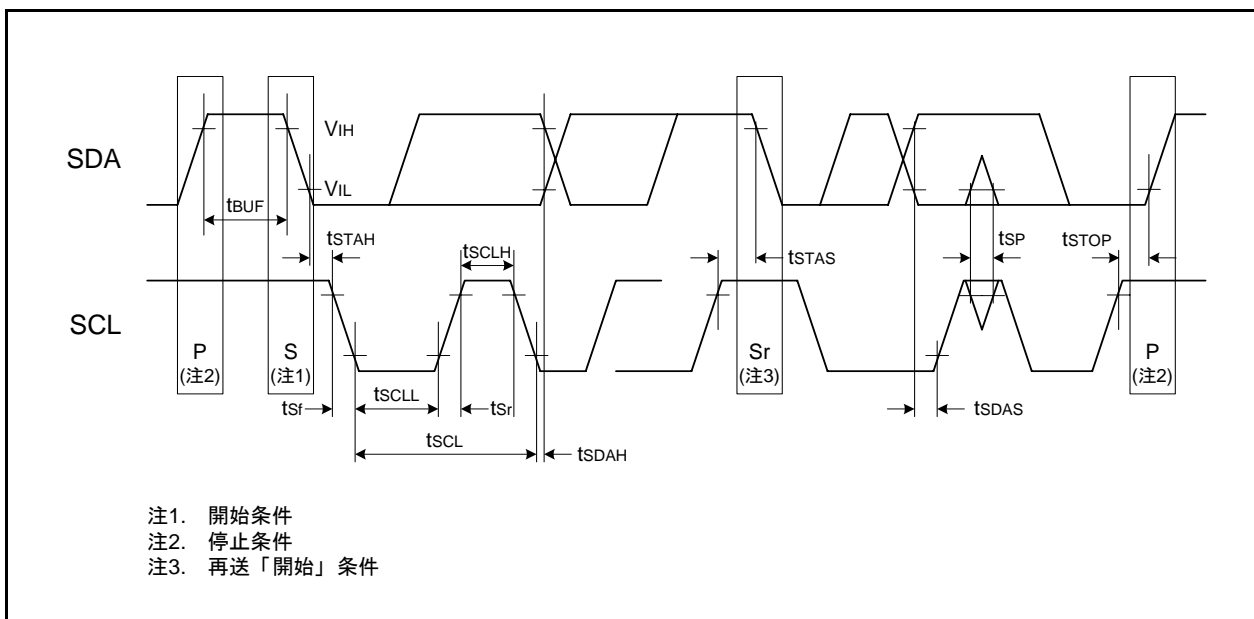 VIH
SDA
VIL
tBUF
tSTAH
tSCLH
tSTAS
tSP
tSTOP
SCL
P
(注2)
S
(注1)
Sr
(注3)
P
(注2)
tSf
tSCLL
tSr
tSDAS
tSCL
tSDAH
注1. 開始条件
注2. 停止条件
注3. 再送「開始」条件